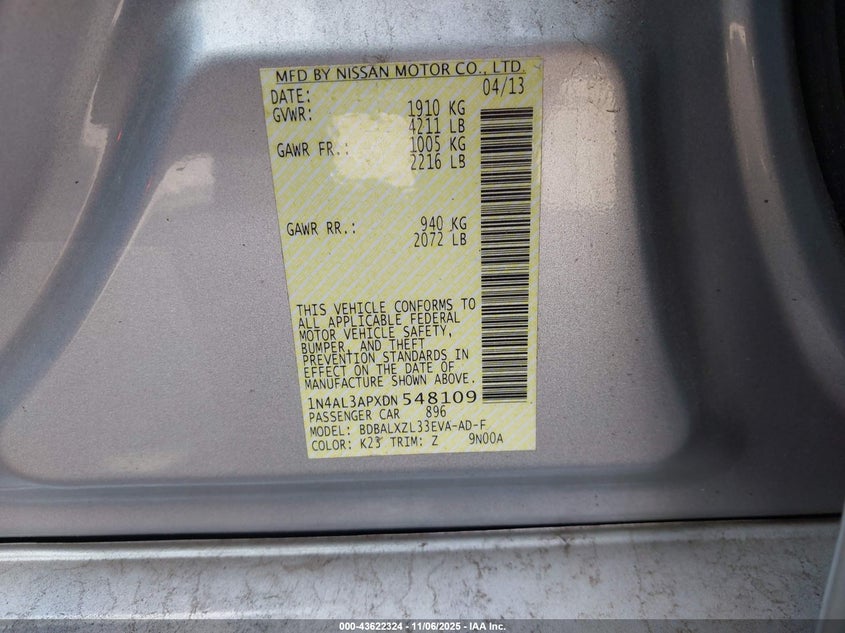 MFD BY NISSAN MOTOR CO., LTD.
DATE: 04/13
GVWR: 1910 KG
4211 LB
GAWR FR.: 1005 KG
2216 LB
GAWR RR.: 940 KG
2072 LB
THIS VEHICLE CONFORMS TO
ALL APPLICABLE FEDERAL
MOTOR VEHICLE SAFETY,
BUMPER, AND THEFT
PREVENTION STANDARDS IN
EFFECT ON THE DATE OF
MANUFACTURE SHOWN ABOVE.
1N4AL3APXDN548109
PASSENGER CAR 896
MODEL: BDBALXZL33EVA-AD-F
COLOR: K23 TRIM: Z 9N00A
000-43622324 - 11/06/2025 - IAA Inc.